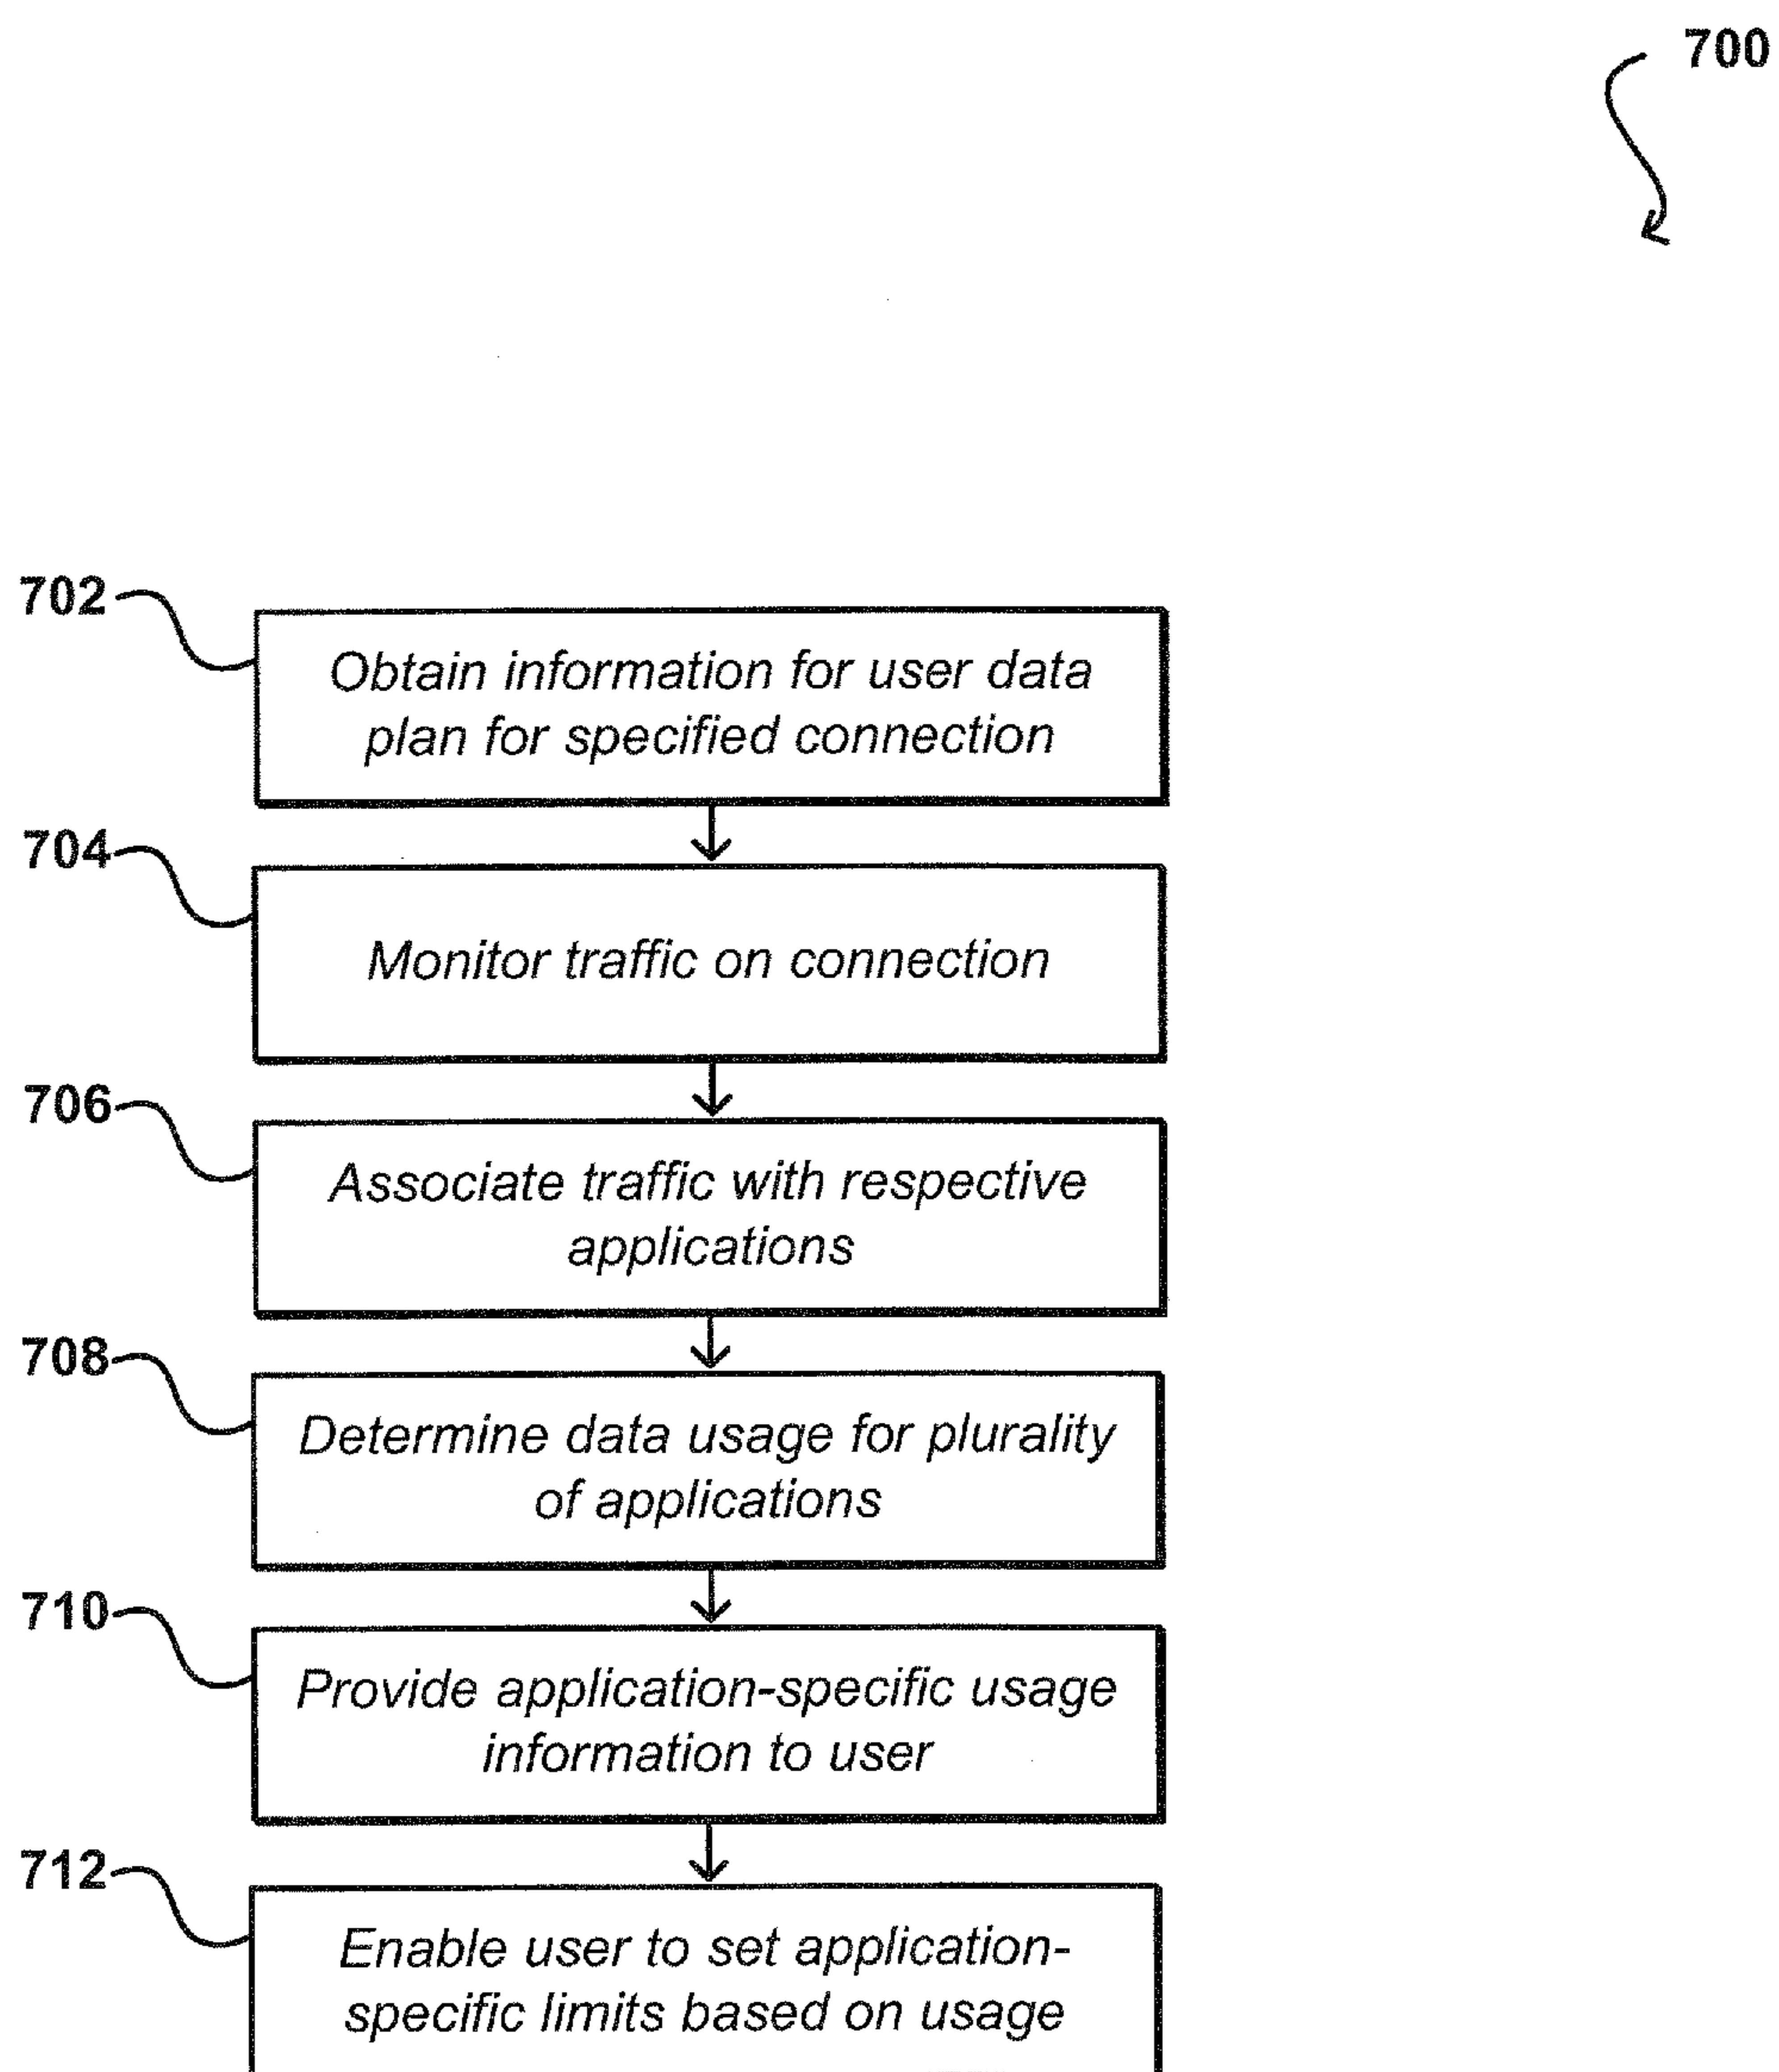 700
702
Obtain information for user data
plan for specified connection
704
Monitor traffic on connection
706
Associate traffic with respective
applications
708
Determine data usage for plurality
of applications
710
Provide application-specific usage
information to user
712
Enable user to set application-
specific limits based on usage